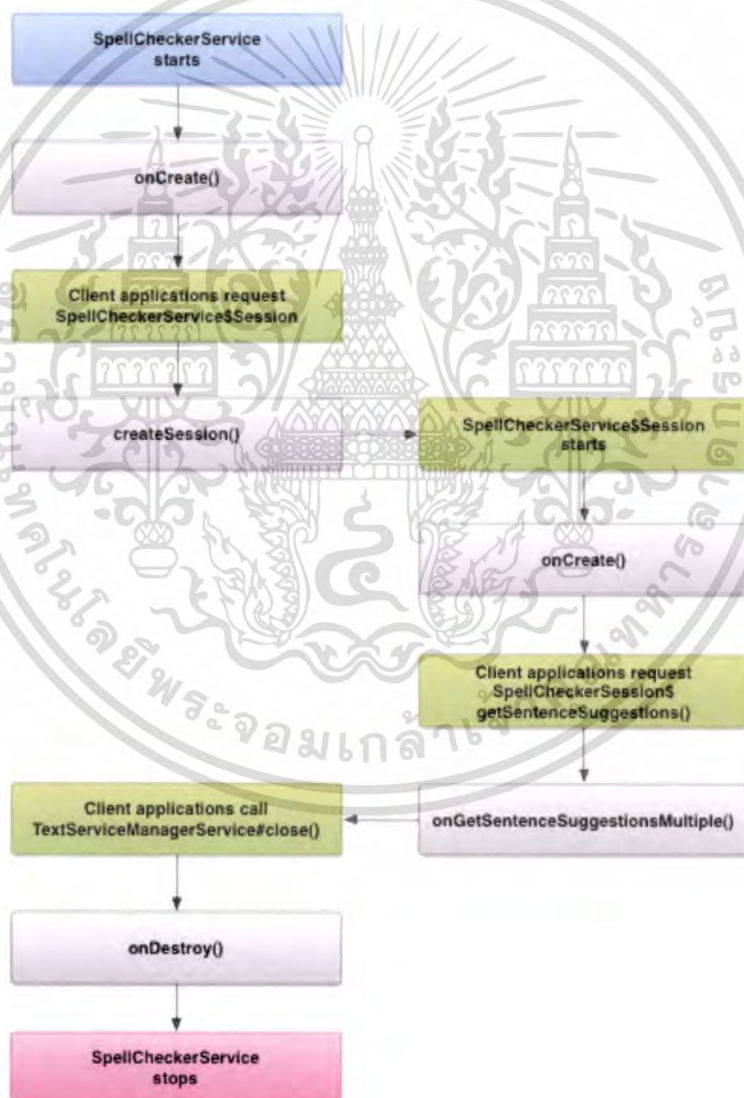 SpellCheckerService
starts
onCreate()
Client applications request
SpellCheckerService$Session
createSession()
SpellCheckerService$Session
starts
onCreate()
Client applications request
SpellCheckerSession$
getSentenceSuggestions()
onGetSentenceSuggestionsMultiple()
Client applications call
TextServiceManagerService#close()
onDestroy()
SpellCheckerService
stops